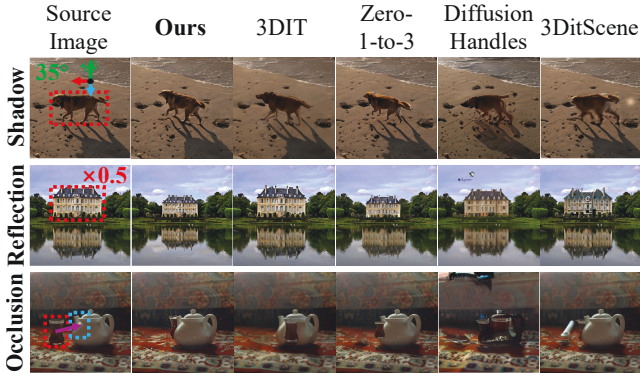 Source Image
Ours
3DIT
Zero-1-to-3
Diffusion Handles
3DitScene
Shadow
35°
Reflection
×0.5
Occlusion